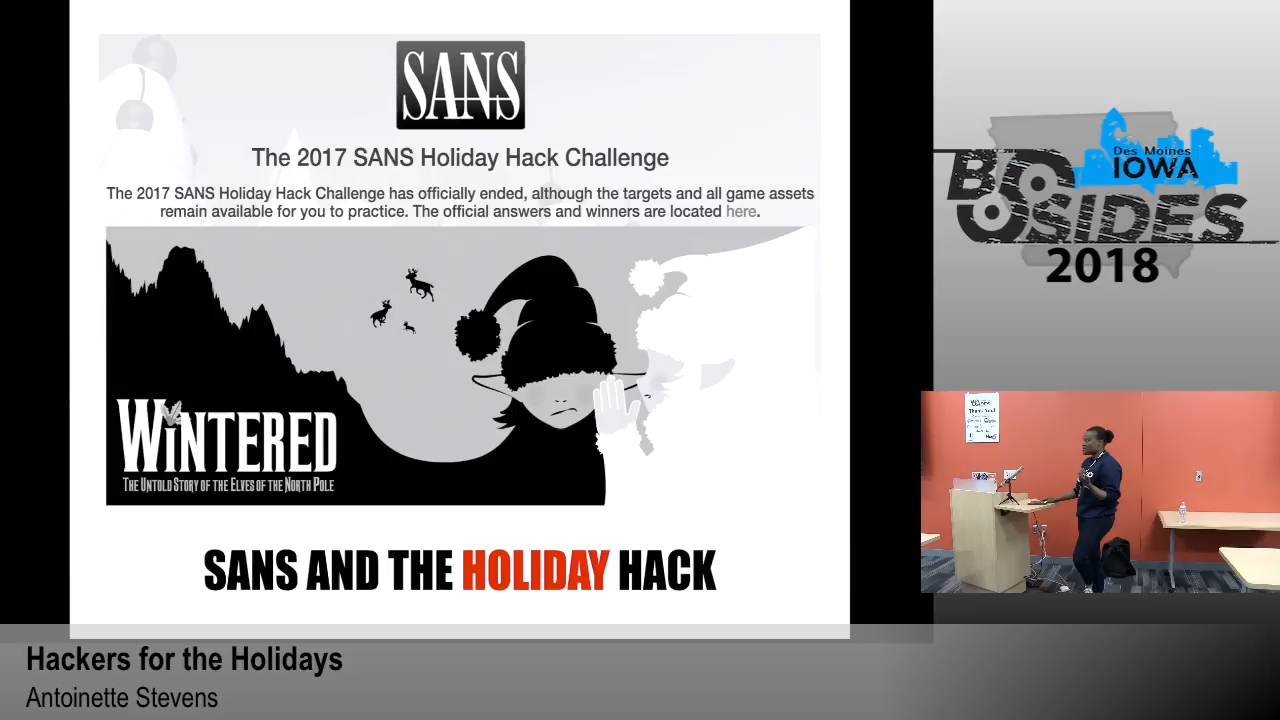 SANS
The 2017 SANS Holiday Hack Challenge
The 2017 SANS Holiday Hack Challenge has officially ended, although the targets and all game assets
remain available for you to practice. The official answers and winners are located here.
WINTERED
THE UNTOLD STORY OF THE ELVES OF THE NORTH POLE
SANS AND THE HOLIDAY HACK
Des Moines
IOWA
BSIDES
2018
Thank You!
Hackers for the Holidays
Antoinette Stevens